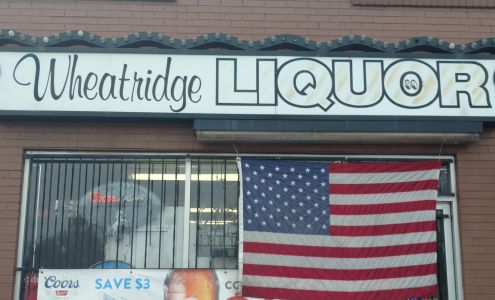 Wheatridge LIQUOR
Coors SAVE $3